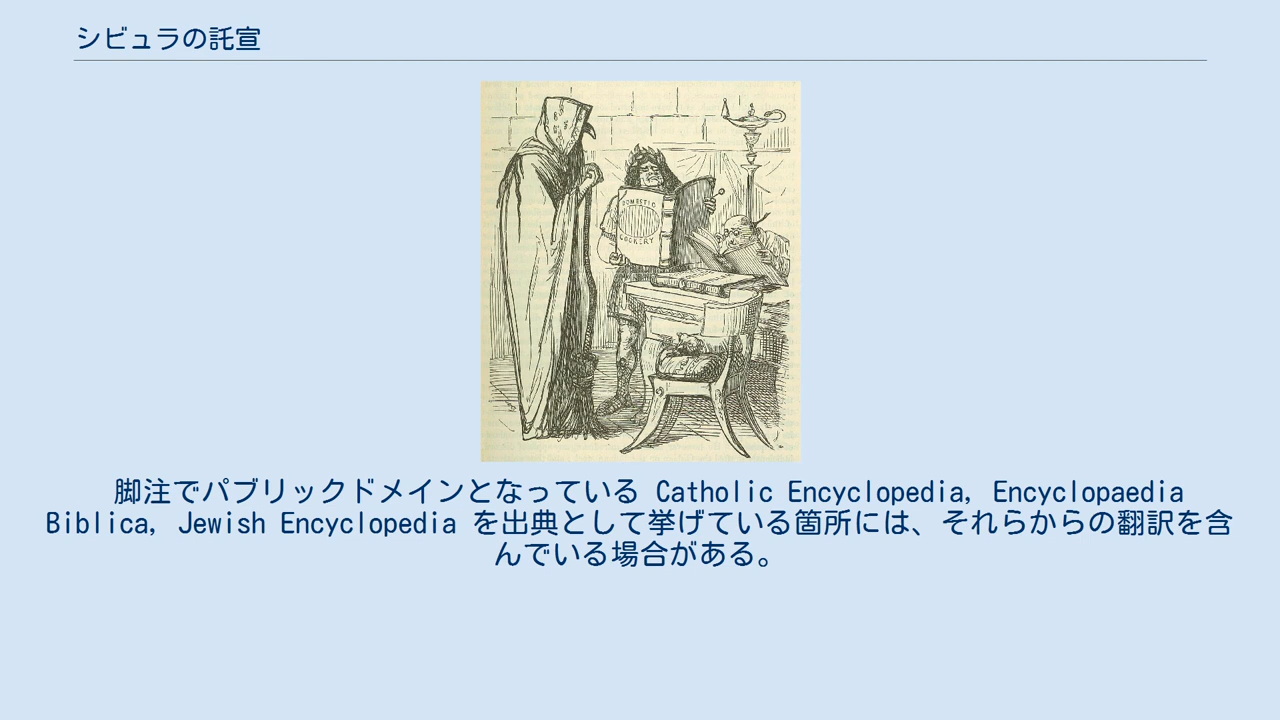 シビュラの託宣
DOMESTIC
COOKERY
脚注でパブリックドメインとなっている Catholic Encyclopedia, Encyclopaedia
Biblica, Jewish Encyclopedia を出典として挙げている箇所には、それらからの翻訳を含
んでいる場合がある。